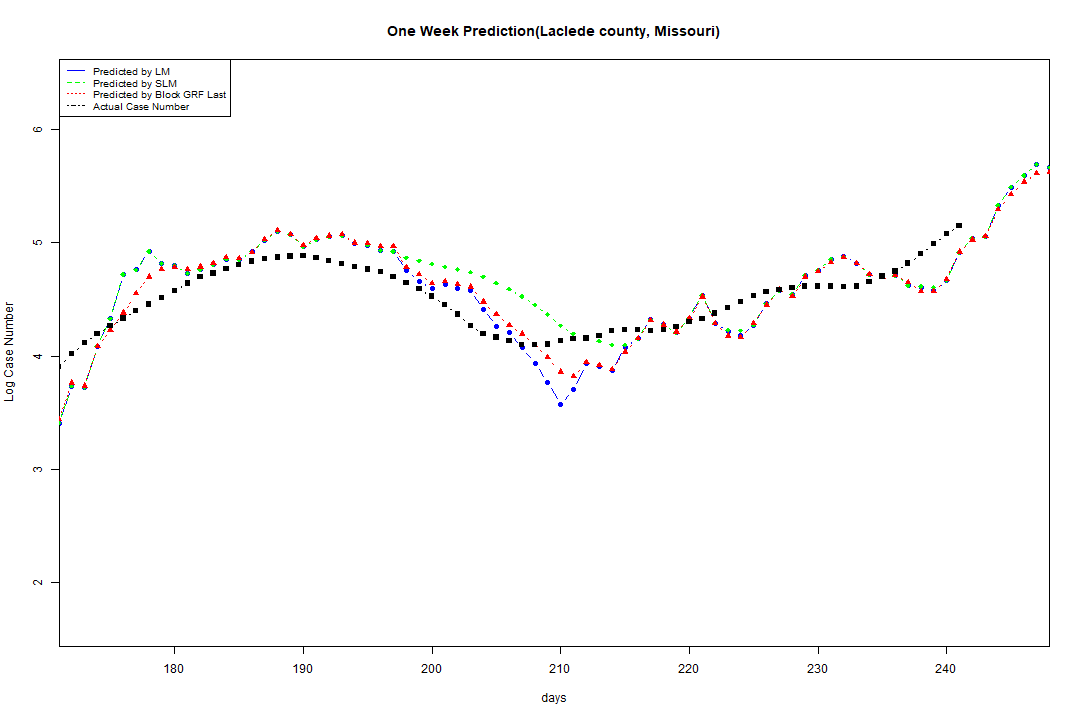 One Week Prediction(Laclede county, Missouri)
Predicted by LM
Predicted by SLM
Predicted by Block GRF Last
Actual Case Number
6
5
4
3
2
Log Case Number
180 190 200 210 220 230 240
days